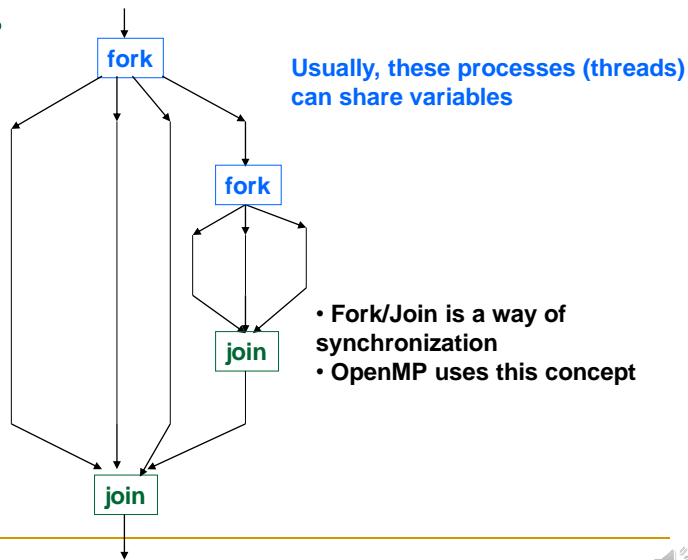 fork
Usually, these processes (threads)
can share variables
fork
• Fork/Join is a way of
synchronization
• OpenMP uses this concept
join
join